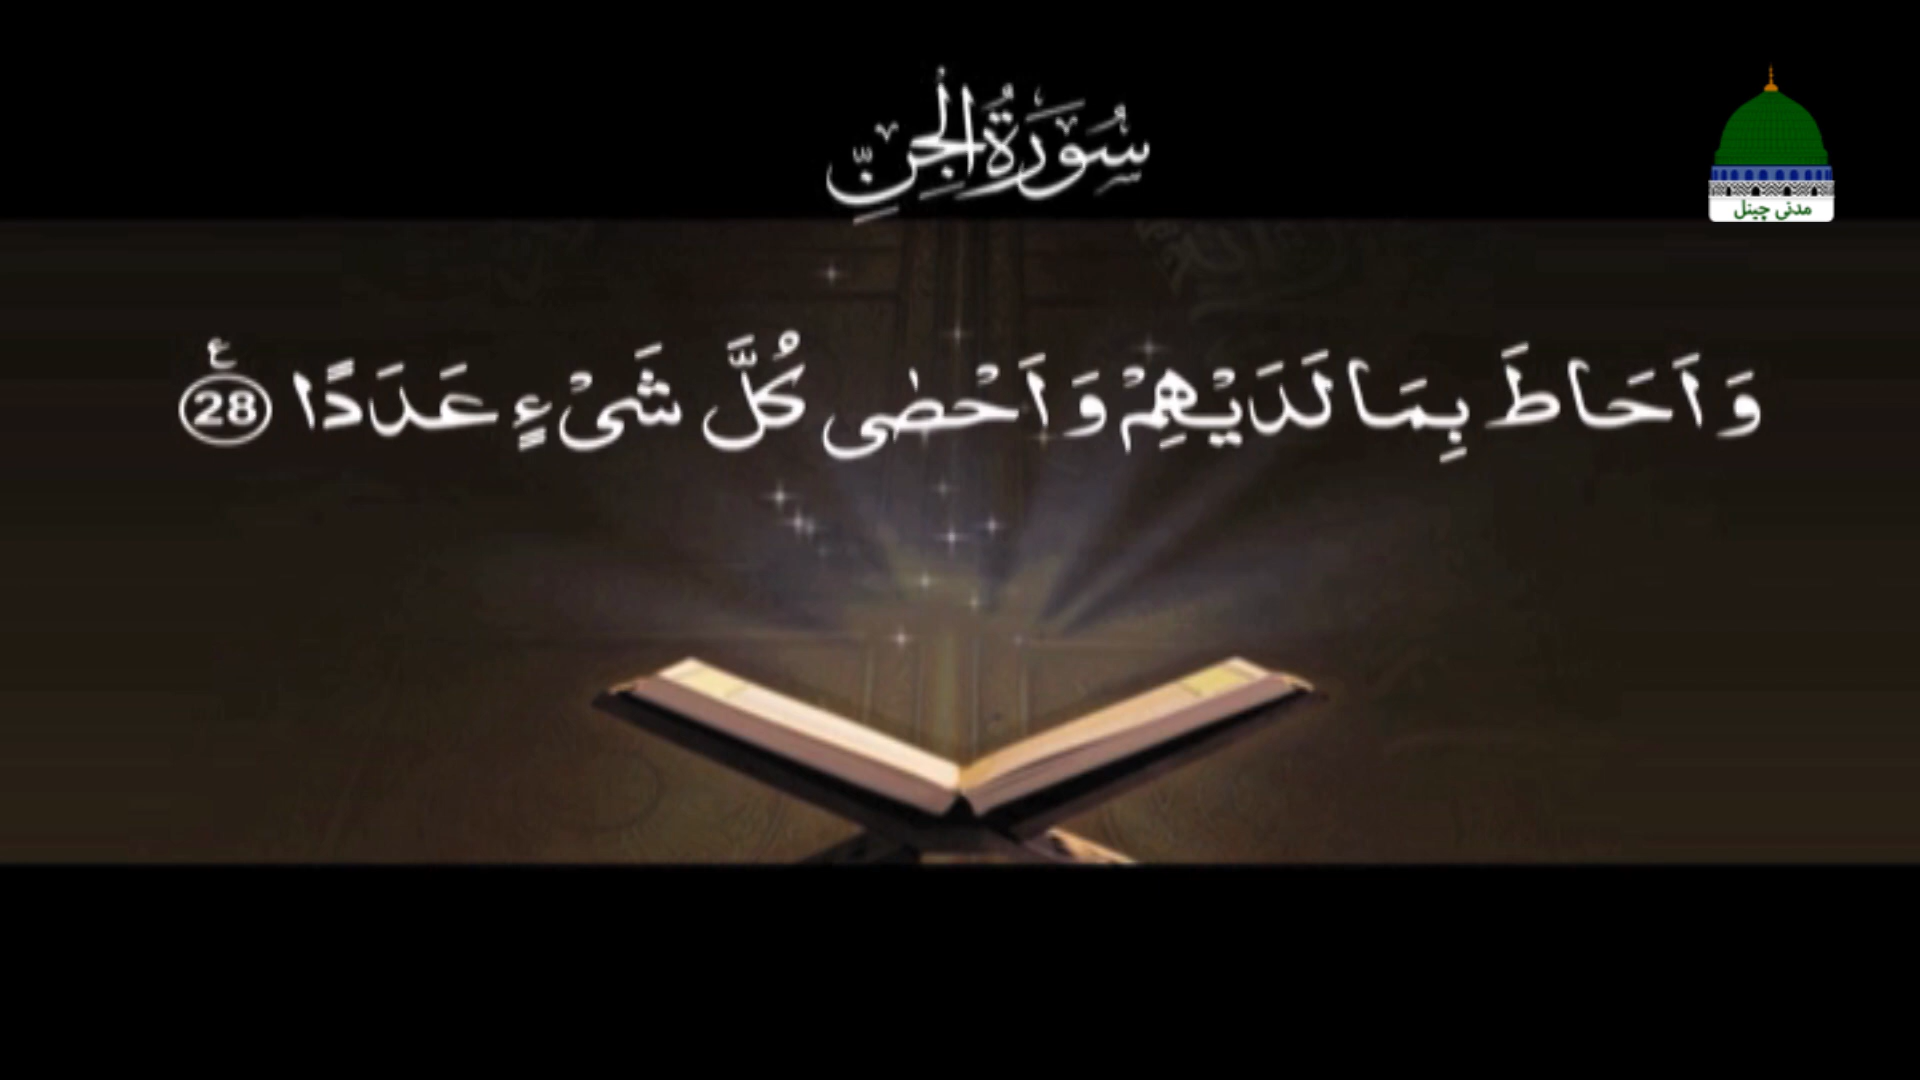 سُوْرَةُ الْجِنِّ
مدنی چینل
وَ اَحَاطَ بِمَا لَدَیْهِمْ وَ اَحْصٰى كُلَّ شَیْءٍ عَدَدًا ع 28